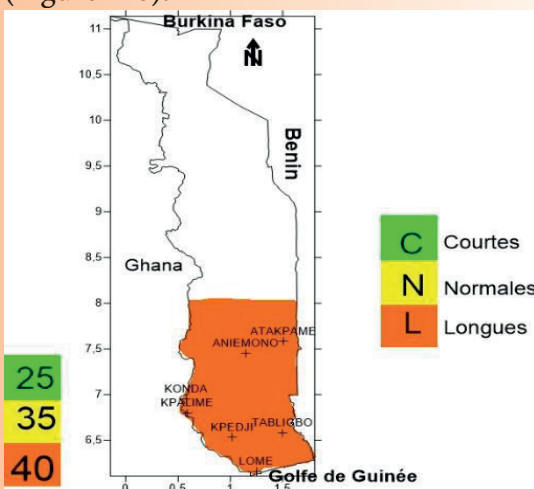 Burkina Faso
N
11
10.5
10
9.5
9
8.5
8
7.5
7
6.5
Benin
Ghana
ATAKPAME
ANIEMONO
KONDA
KPALIME
KPEDJI
TABLIGBO
LOME
Golfe de Guinée
0
0.5
1
1.5
C Courtes
N Normales
L Longues
25
35
40